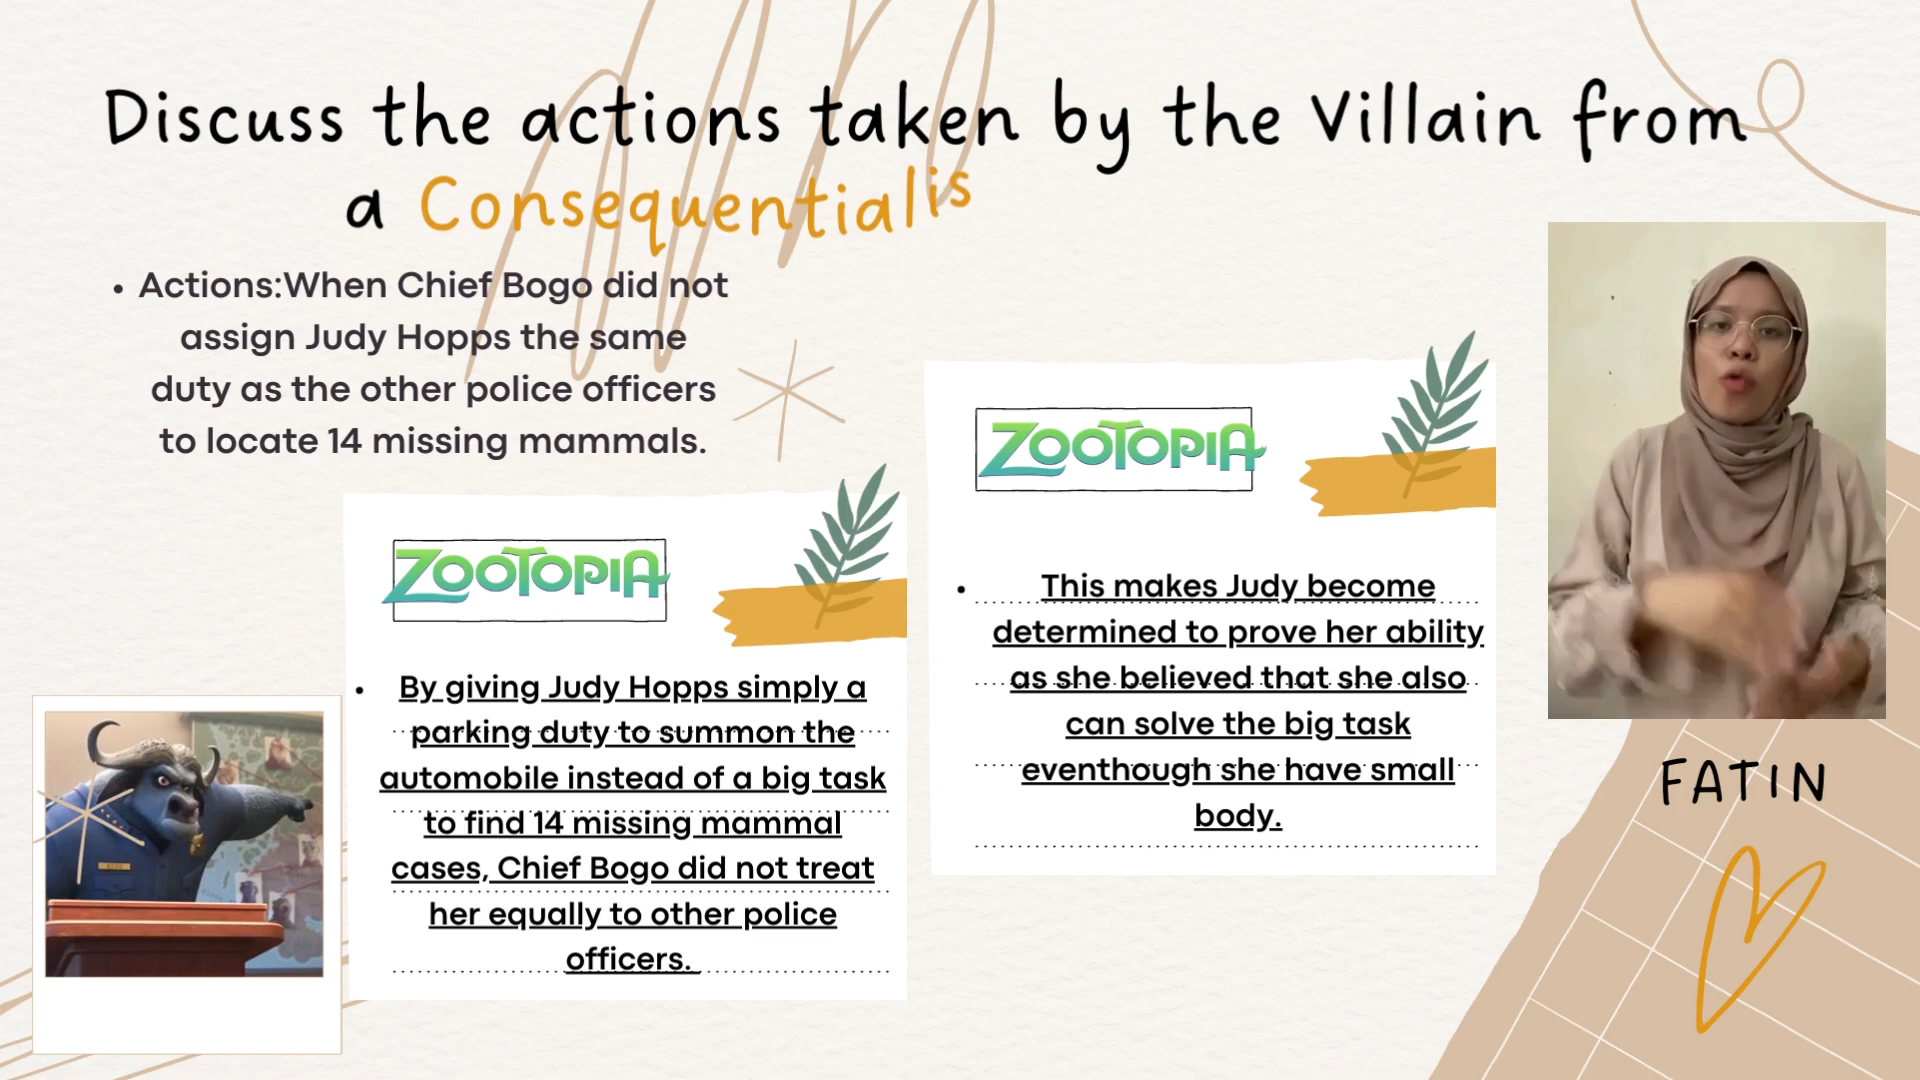 Discuss the actions taken by the Villain from
a Consequentialis
• Actions:When Chief Bogo did not
assign Judy Hopps the same
duty as the other police officers
to locate 14 missing mammals.
ZOOTOPIA
• By giving Judy Hopps simply a
parking duty to summon the
automobile instead of a big task
to find 14 missing mammal
cases, Chief Bogo did not treat
her equally to other police
officers.
ZOOTOPIA
• This makes Judy become
determined to prove her ability
as she believed that she also
can solve the big task
eventhough she have small
body.
FATIN